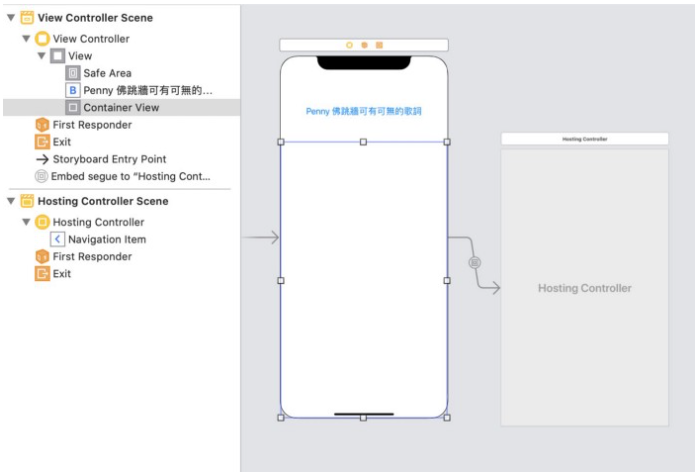 View Controller Scene
View Controller
View
Safe Area
B Penny 佛跳牆可有可無的...
Container View
First Responder
Exit
Storyboard Entry Point
Embed segue to "Hosting Cont...
Hosting Controller Scene
Hosting Controller
Navigation Item
First Responder
Exit
Penny 佛跳牆可有可無的歌詞
Hosting Controller
Hosting Controller